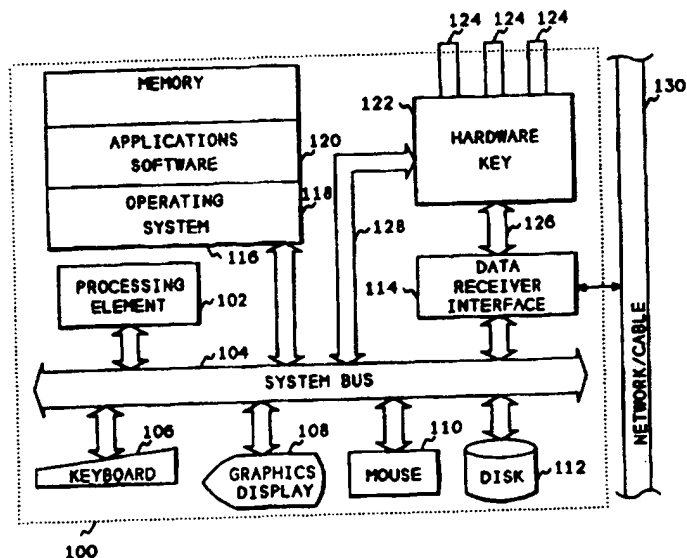 124 124 124
130
MEMORY
122
HARDWARE
KEY
APPLICATIONS
SOFTWARE
120
OPERATING
SYSTEM
118
116
128
126
PROCESSING
ELEMENT
102
114
DATA
RECEIVER
INTERFACE
104
SYSTEM BUS
NETWORK/CABLE
106
KEYBOARD
108
GRAPHICS
DISPLAY
110
MOUSE
DISK
112
100